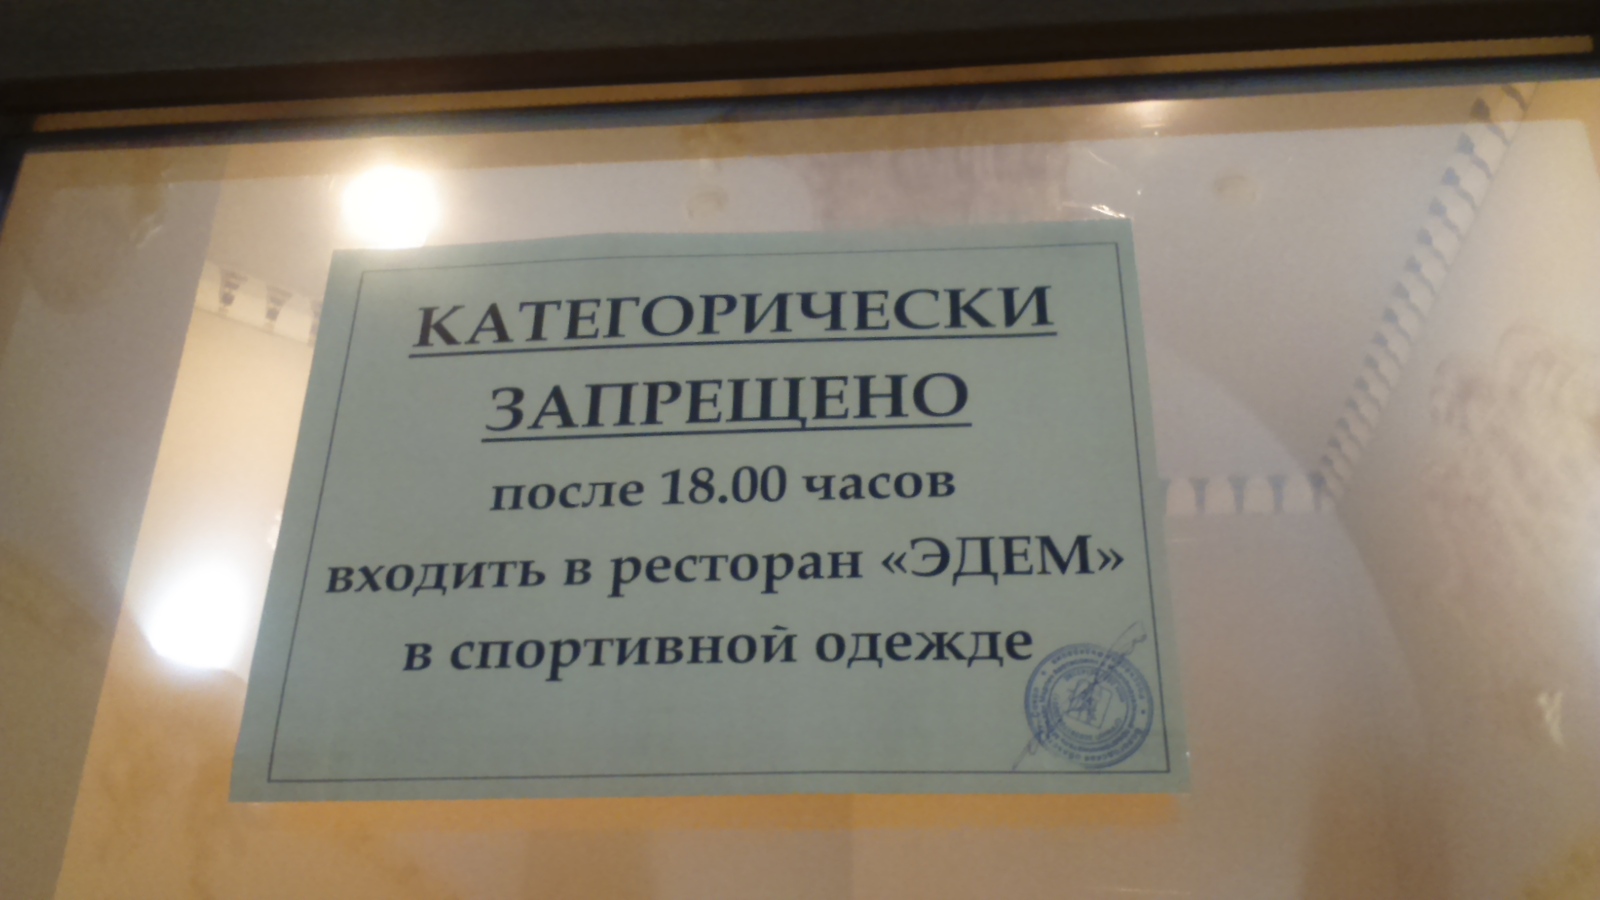 КАТЕГОРИЧЕСКИ
ЗАПРЕЩЕНО
после 18.00 часов
входить в ресторан «ЭДЕМ»
в спортивной одежде